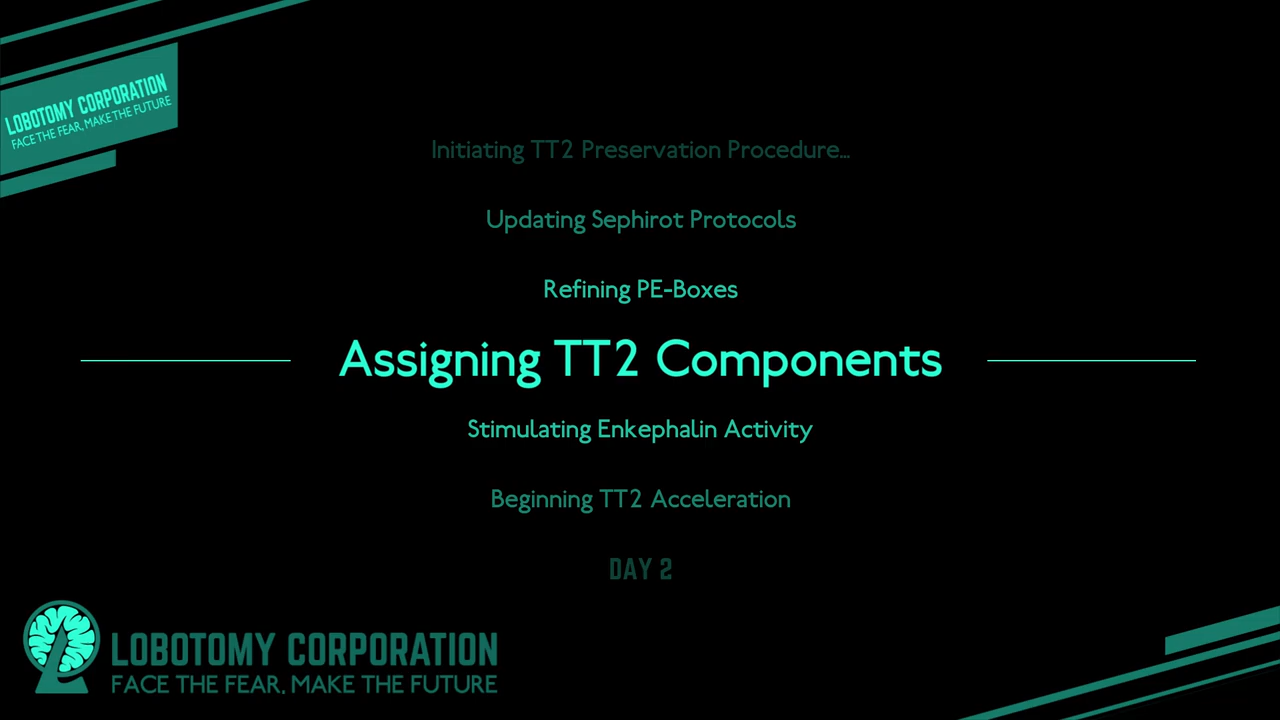 LOBOTOMY CORPORATION
FACE THE FEAR, MAKE THE FUTURE
Initiating TT2 Preservation Procedure...
Updating Sephirot Protocols
Refining PE-Boxes
Assigning TT2 Components
Stimulating Enkephalin Activity
Beginning TT2 Acceleration
DAY 2
LOBOTOMY CORPORATION
FACE THE FEAR, MAKE THE FUTURE